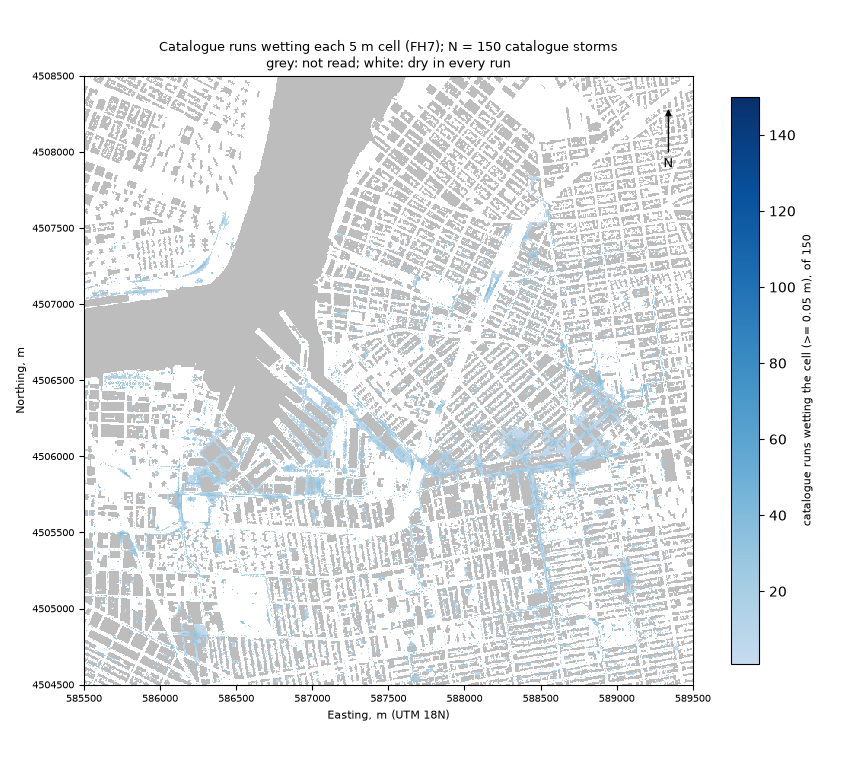 Catalogue runs wetting each 5 m cell (FH7); N = 150 catalogue storms
grey: not read; white: dry in every run
4508500
4508000
4507500
4507000
4506500
4506000
4505500
4505000
4504500
Northing, m
N
585500 586000 586500 587000 587500 588000 588500 589000 589500
Easting, m (UTM 18N)
140
120
100
80
60
40
20
catalogue runs wetting the cell (>= 0.05 m), of 150